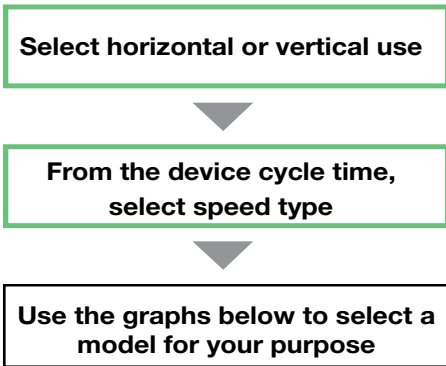 Select horizontal or vertical use
From the device cycle time,
select speed type
Use the graphs below to select a
model for your purpose